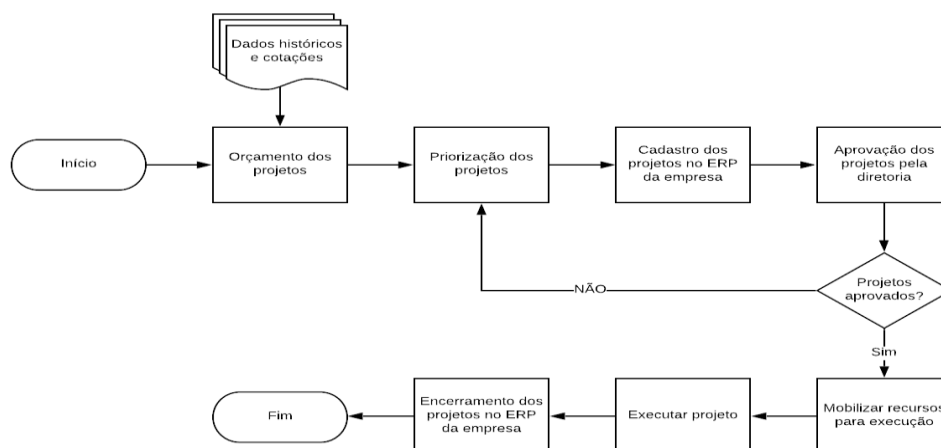 Dados históricos
e cotações
Início
Orçamento dos
projetos
Priorização dos
projetos
Cadastro dos
projetos no ERP
da empresa
Aprovação dos
projetos pela
diretoria
Projetos
aprovados?
NÃO
Sim
Mobilizar recursos
para execução
Executar projeto
Encerramento dos
projetos no ERP
da empresa
Fim